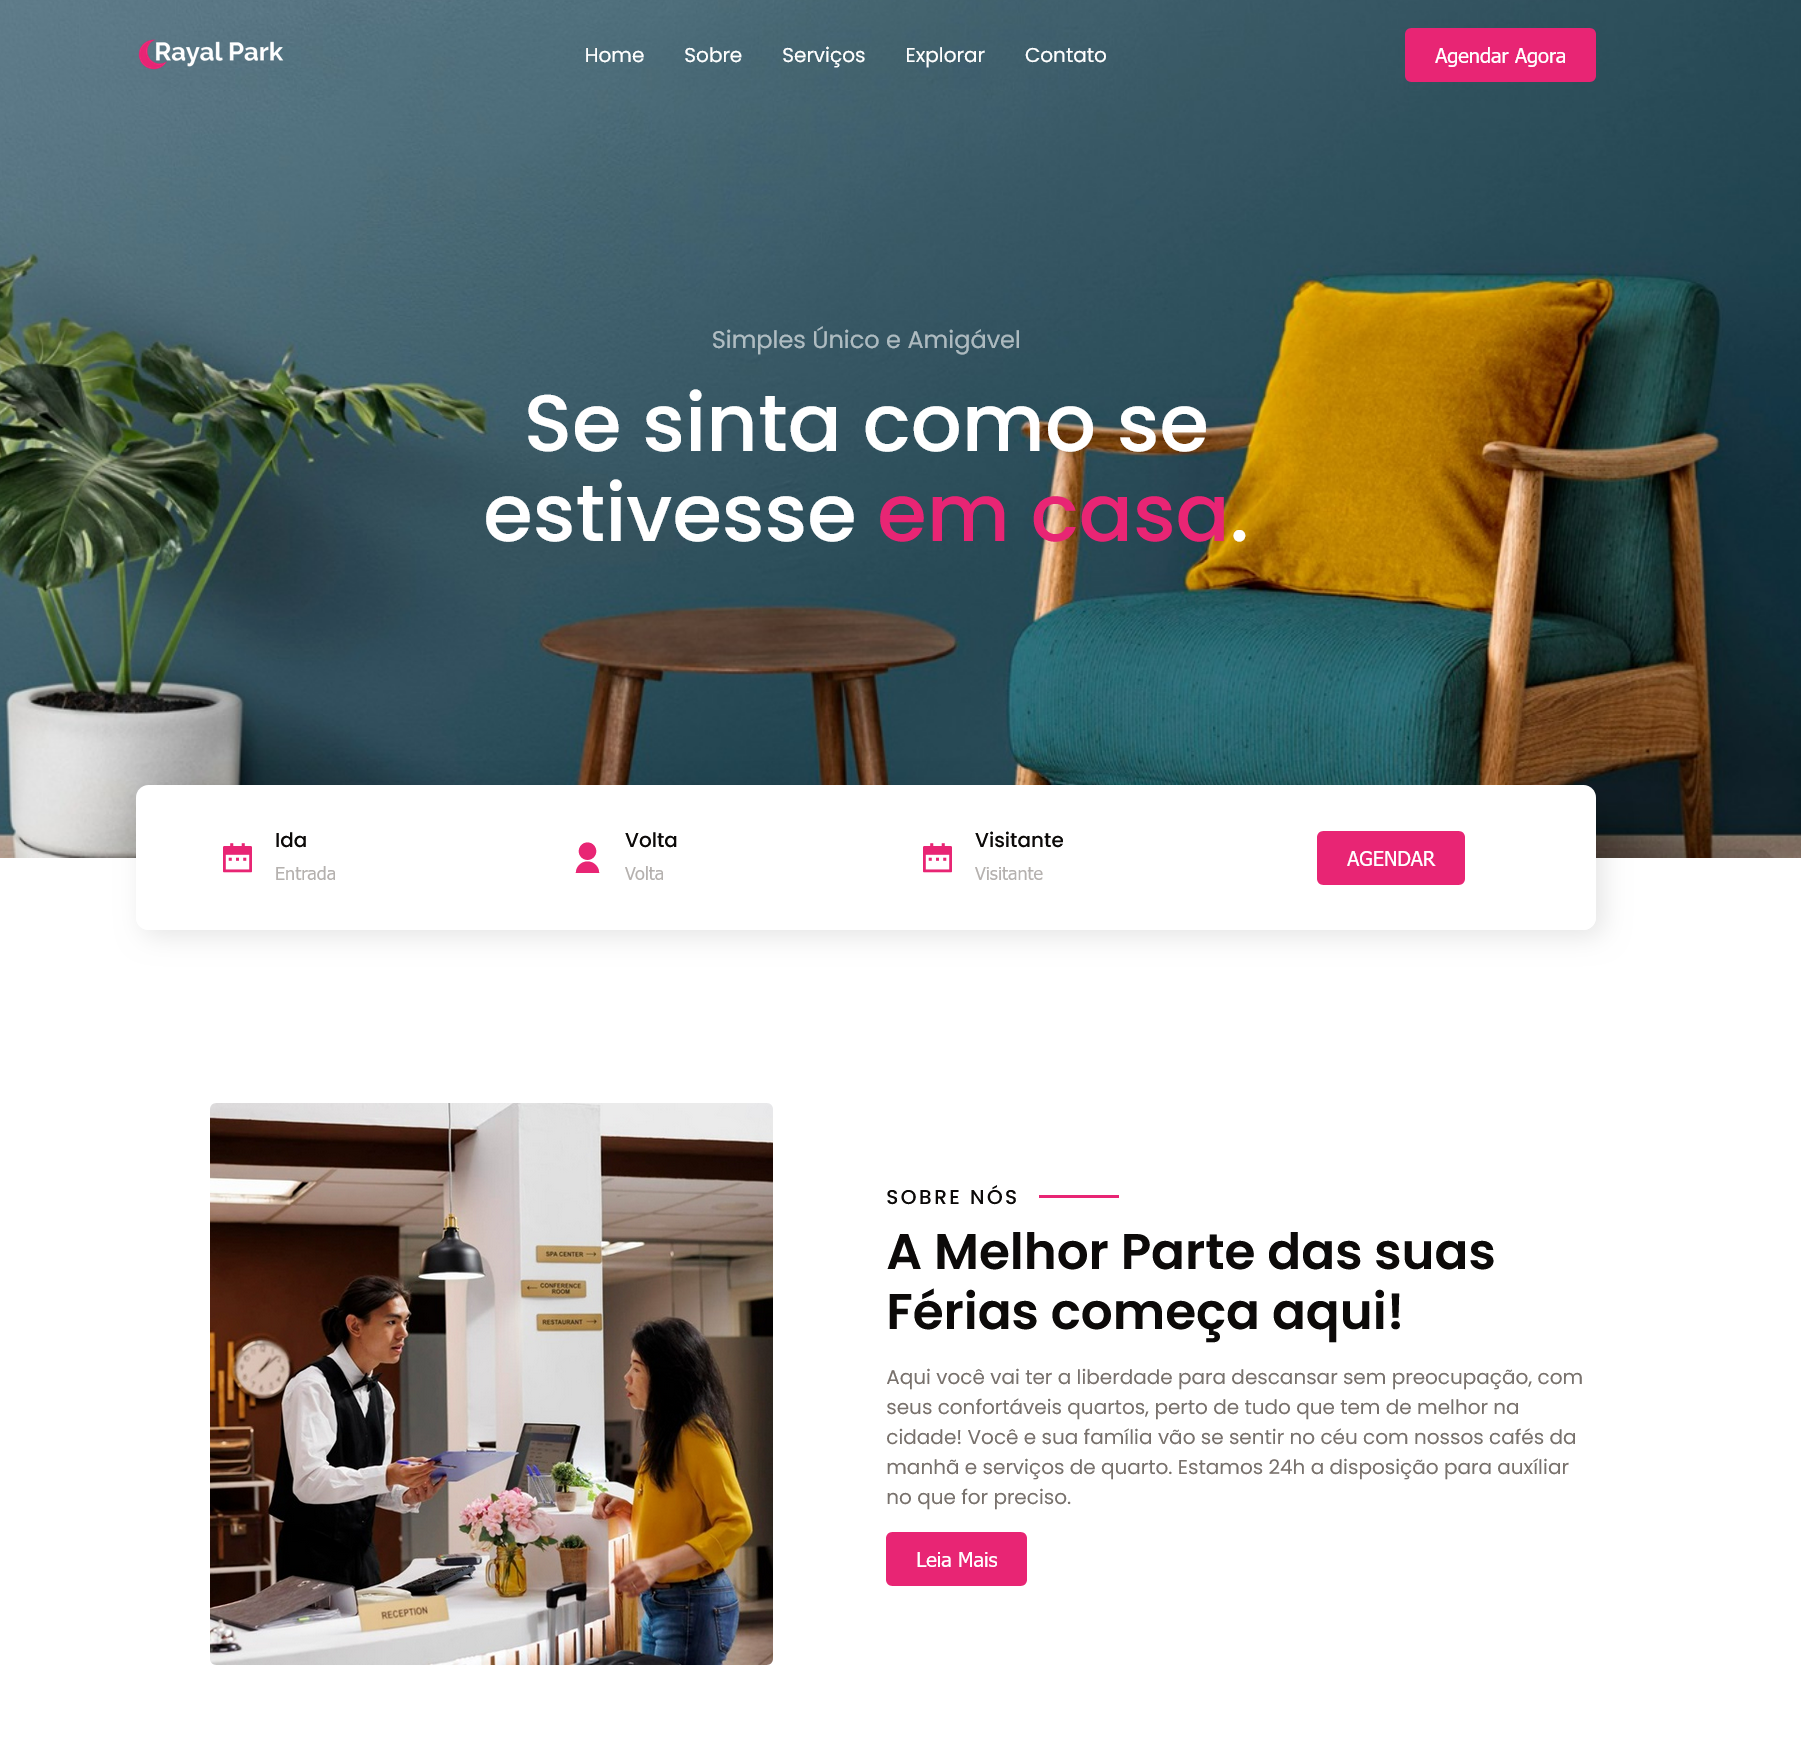 Rayal Park
Home Sobre Serviços Explorar Contato
Agendar Agora
Simples Único e Amigável
Se sinta como se
estivesse em casa.
Ida
Entrada
Volta
Volta
Visitante
Visitante
AGENDAR
SPA CENTER →
← CONFERENCE
ROOM
RESTAURANT →
RECEPTION
SOBRE NÓS
A Melhor Parte das suas
Férias começa aqui!
Aqui você vai ter a liberdade para descansar sem preocupação, com
seus confortáveis quartos, perto de tudo que tem de melhor na
cidade! Você e sua família vão se sentir no céu com nossos cafés da
manhã e serviços de quarto. Estamos 24h a disposição para auxíliar
no que for preciso.
Leia Mais